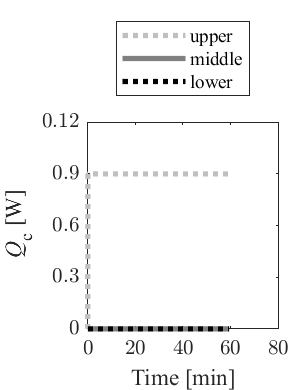 upper
middle
lower
0.12
0.9
0.6
0.3
0
Qc [W]
0 20 40 60 80
Time [min]